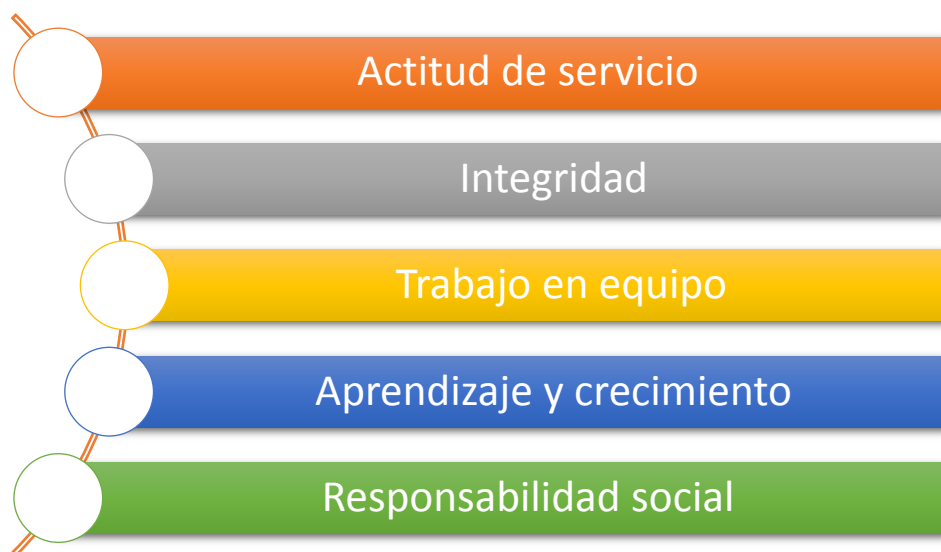 Actitud de servicio
Integridad
Trabajo en equipo
Aprendizaje y crecimiento
Responsabilidad social